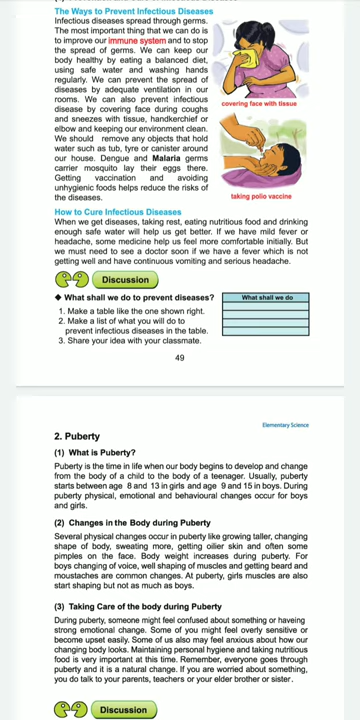 The Ways to Prevent Infectious Diseases
Infectious diseases spread through germs.
The most important thing that we can do is
to improve our immune system and to stop
the spread of germs. We can keep our
body healthy by eating a balanced diet,
using safe water and washing hands
regularly. We can prevent the spread of
diseases by adequate ventilation in our
rooms. We can also prevent infectious
disease by covering face during coughs
and sneezes with tissue, handkerchief or
elbow and keeping our environment clean.
We should remove any objects that hold
water such as tub, tyre or canister around
our house. Dengue and Malaria germs
carrier mosquito lay their eggs there.
Getting vaccination and avoiding
unhygienic foods helps reduce the risks of
the diseases.
covering face with tissue
taking polio vaccine
How to Cure Infectious Diseases
When we get diseases, taking rest, eating nutritious food and drinking
enough safe water will help us get better. If we have mild fever or
headache, some medicine help us feel more comfortable initially. But
we must need to see a doctor soon if we have a fever which is not
getting well and have continuous vomiting and serious headache.
Discussion
❖ What shall we do to prevent diseases?
1. Make a table like the one shown right.
2. Make a list of what you will do to
prevent infectious diseases in the table.
3. Share your idea with your classmate.
What shall we do
49
Elementary Science
2. Puberty
(1) What is Puberty?
Puberty is the time in life when our body begins to develop and change
from the body of a child to the body of a teenager. Usually, puberty
starts between age 8 and 13 in girls and age 9 and 15 in boys. During
puberty physical, emotional and behavioural changes occur for boys
and girls.
(2) Changes in the Body during Puberty
Several physical changes occur in puberty like growing taller, changing
shape of body, sweating more, getting oilier skin and often some
pimples on the face. Body weight increases during puberty. For
boys changing of voice, well shaping of muscles and getting beard and
moustaches are common changes. At puberty, girls muscles are also
start shaping but not as much as boys.
(3) Taking Care of the body during Puberty
During puberty, someone might feel confused about something or haveing
strong emotional change. Some of you might feel overly sensitive or
become upset easily. Some of us also may feel anxious about how our
changing body looks. Maintaining personal hygiene and taking nutritious
food is very important at this time. Remember, everyone goes through
puberty and it is a natural change. If you are worried about something,
you do talk to your parents, teachers or your elder brother or sister.
Discussion